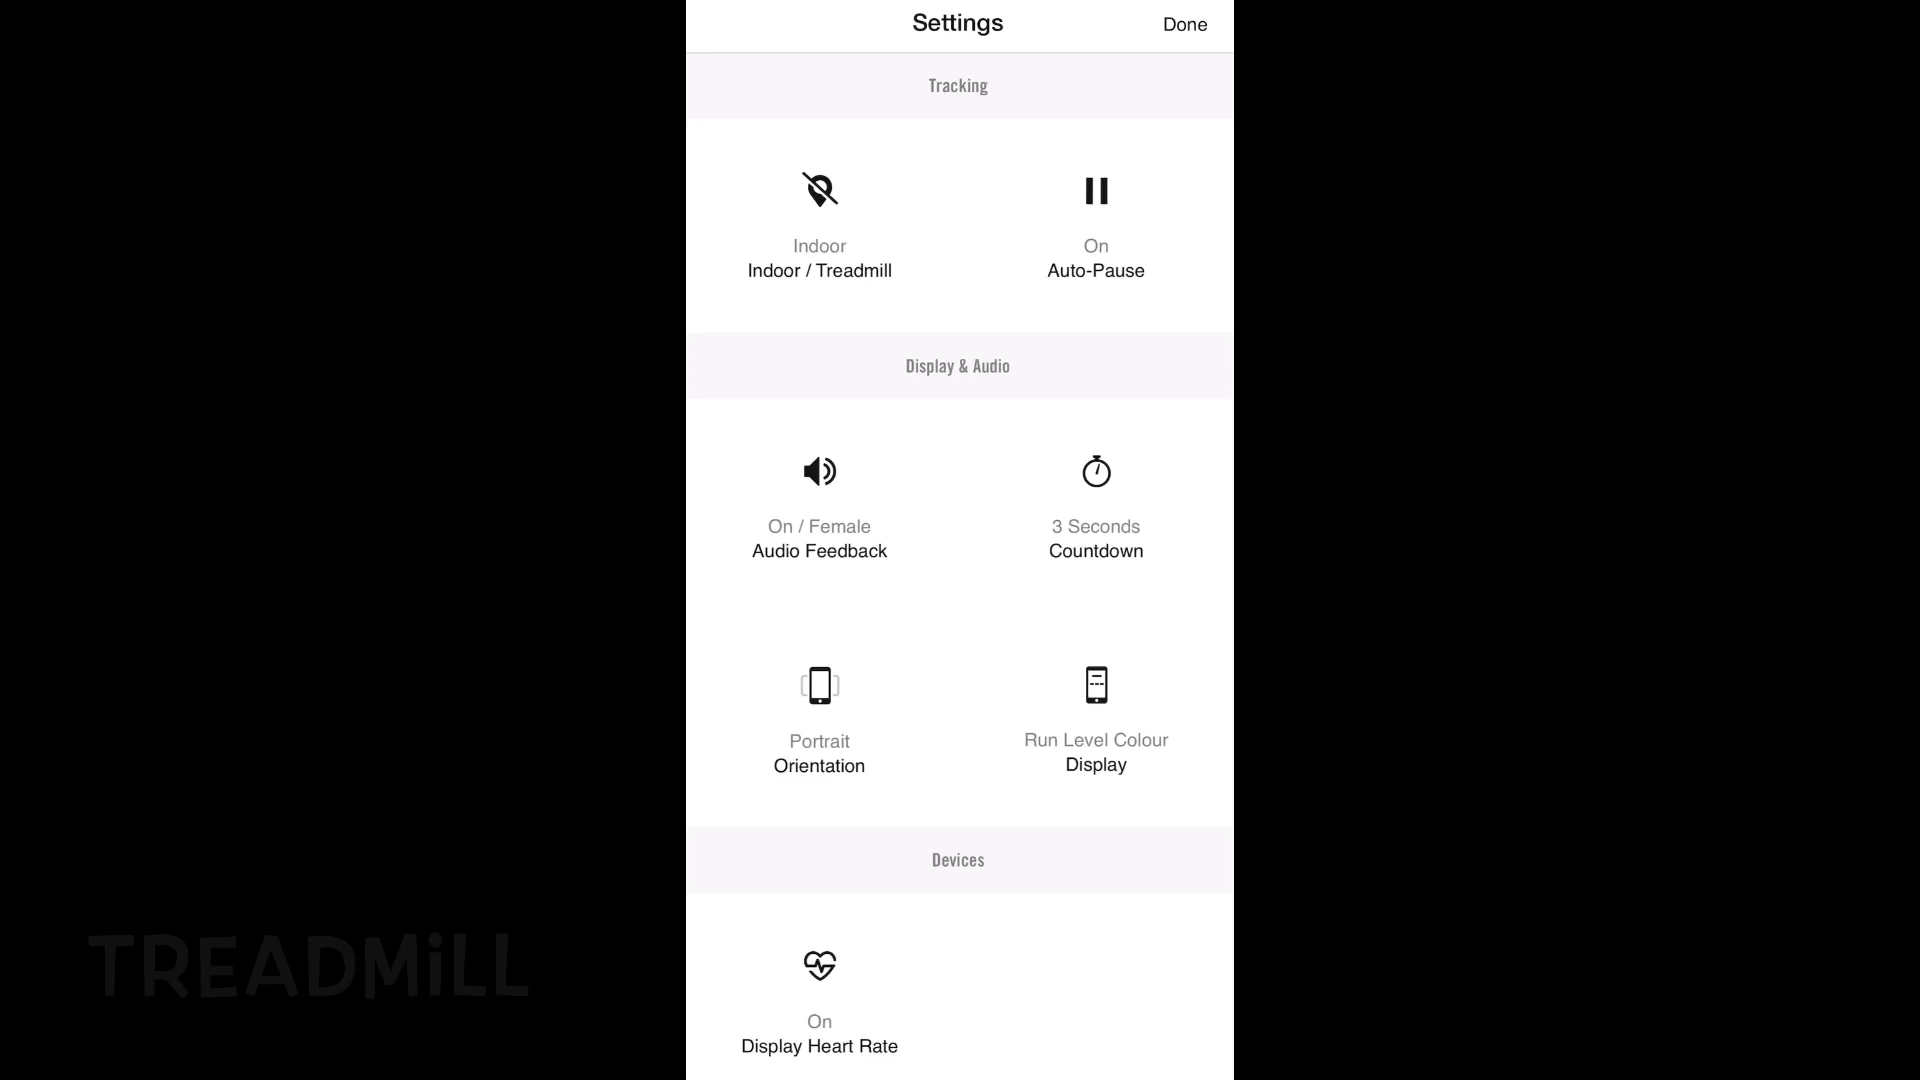 Settings
Done
Tracking
Indoor
Indoor / Treadmill
On
Auto-Pause
Display & Audio
On / Female
Audio Feedback
3 Seconds
Countdown
Portrait
Orientation
Run Level Colour
Display
Devices
On
Display Heart Rate
TREADMiLL